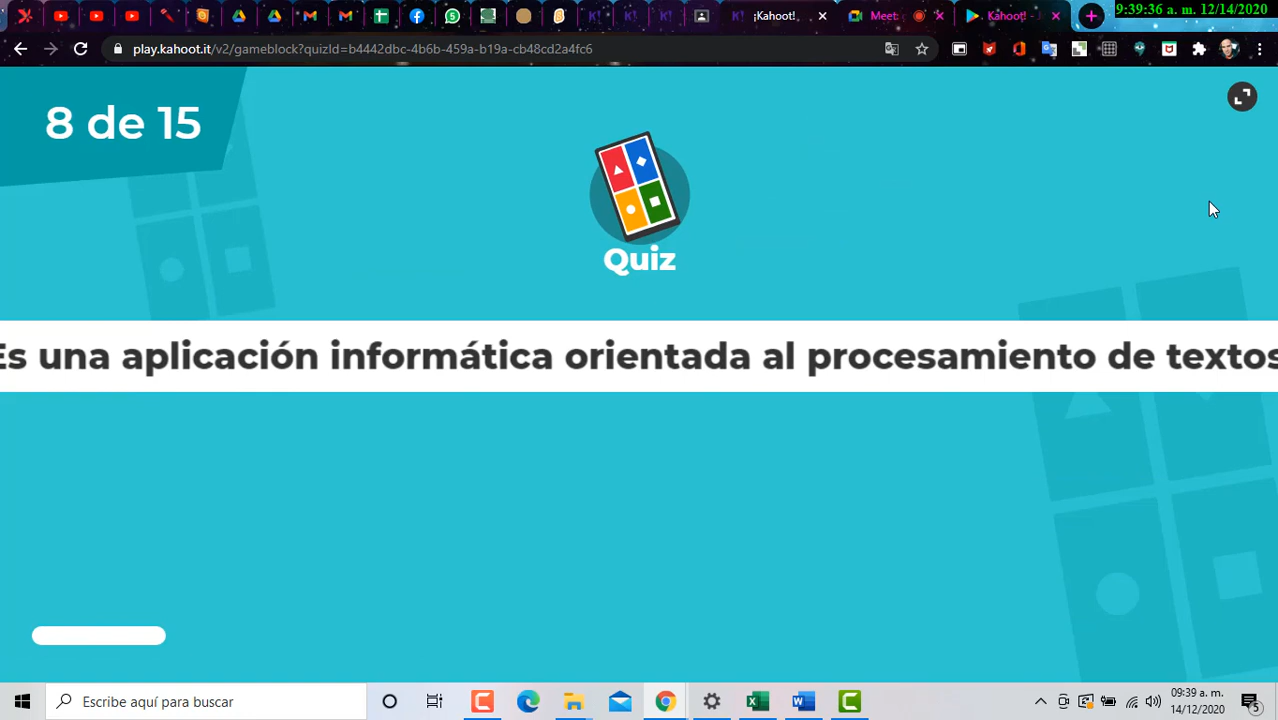 ¡Kahoot!
Meet:
Kahoot! -
9:39:36 a. m. 12/14/2020
play.kahoot.it/v2/gameblock?quizId=b4442dbc-4b6b-459a-b19a-cb48cd2a4fc6
8 de 15
Quiz
Es una aplicación informática orientada al procesamiento de textos
Escribe aquí para buscar
09:39 a. m.
14/12/2020
5